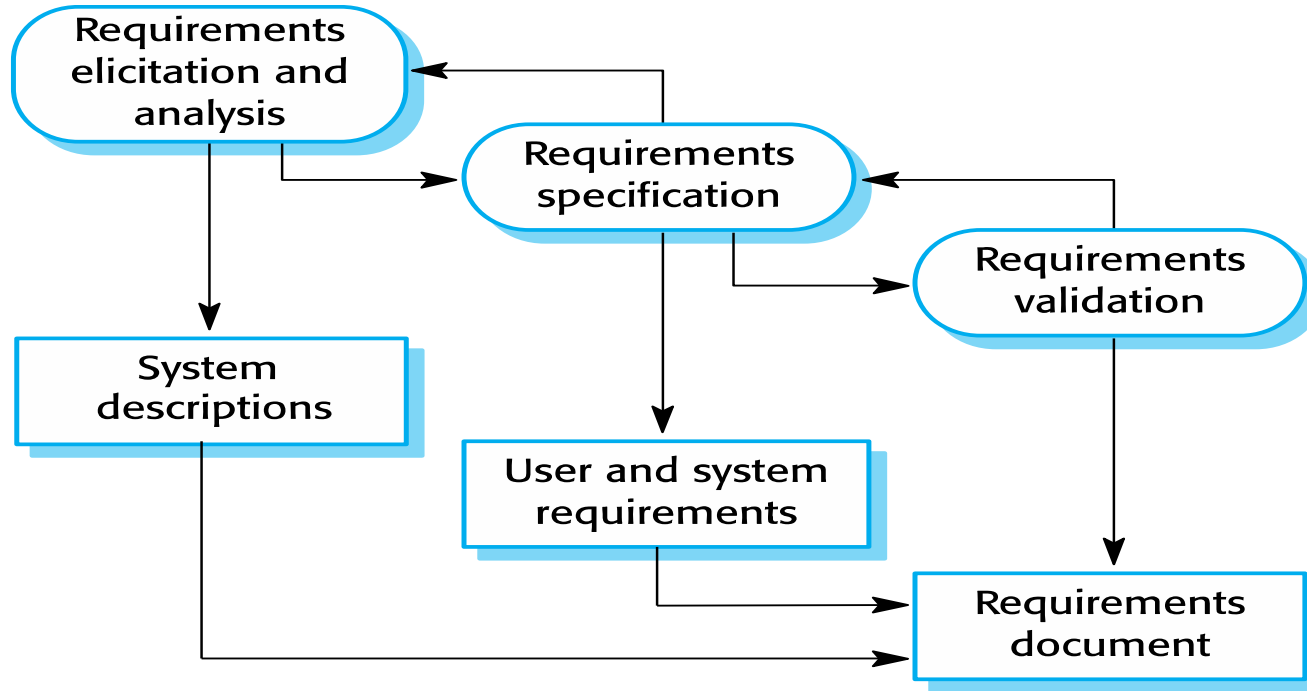 Requirements
elicitation and
analysis
Requirements
specification
Requirements
validation
System
descriptions
User and system
requirements
Requirements
document